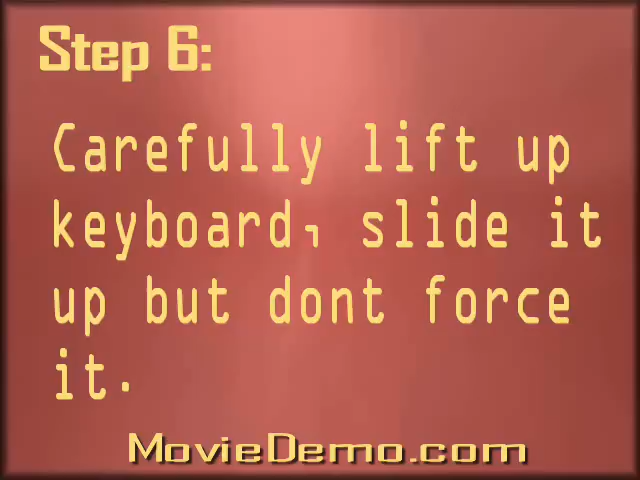 Step 6:
Carefully lift up
keyboard, slide it
up but dont force
it.
MovieDemo.com